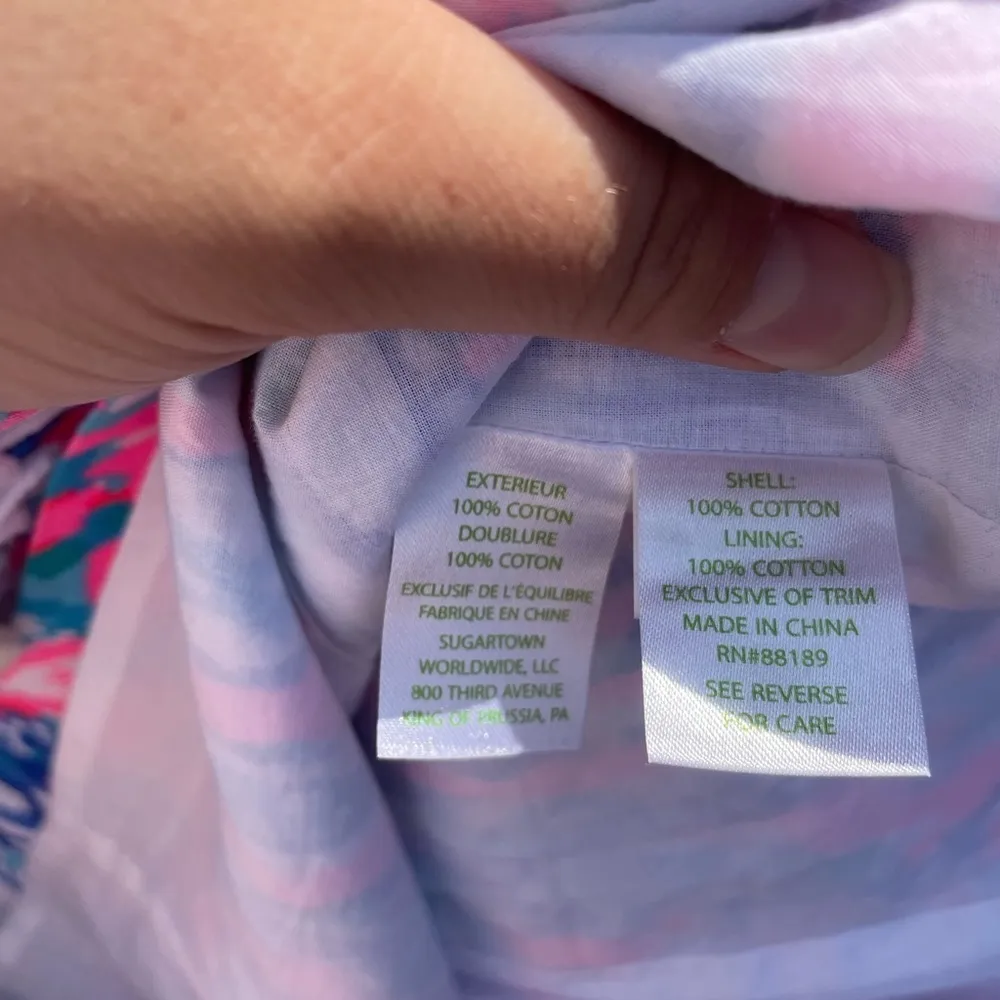 EXTERIEUR
100% COTON
DOUBLURE
100% COTON
EXCLUSIF DE L'ÉQUILIBRE
FABRIQUE EN CHINE
SUGARTOWN
WORLDWIDE, LLC
800 THIRD AVENUE
KING OF PRUSSIA, PA
SHELL:
100% COTTON
LINING:
100% COTTON
EXCLUSIVE OF TRIM
MADE IN CHINA
RN#88189
SEE REVERSE
FOR CARE